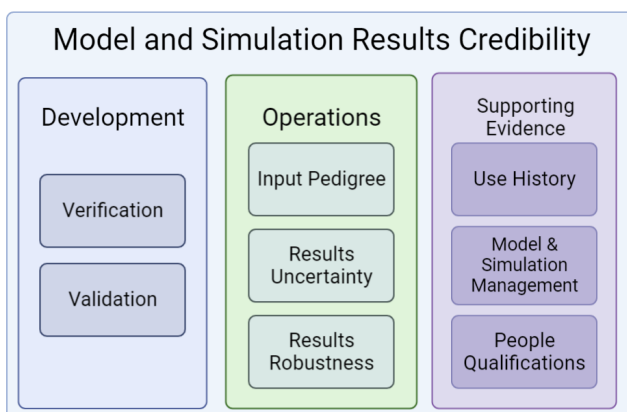 Model and Simulation Results Credibility
Development
Verification
Validation
Operations
Input Pedigree
Results
Uncertainty
Results
Robustness
Supporting
Evidence
Use History
Model &
Simulation
Management
People
Qualifications